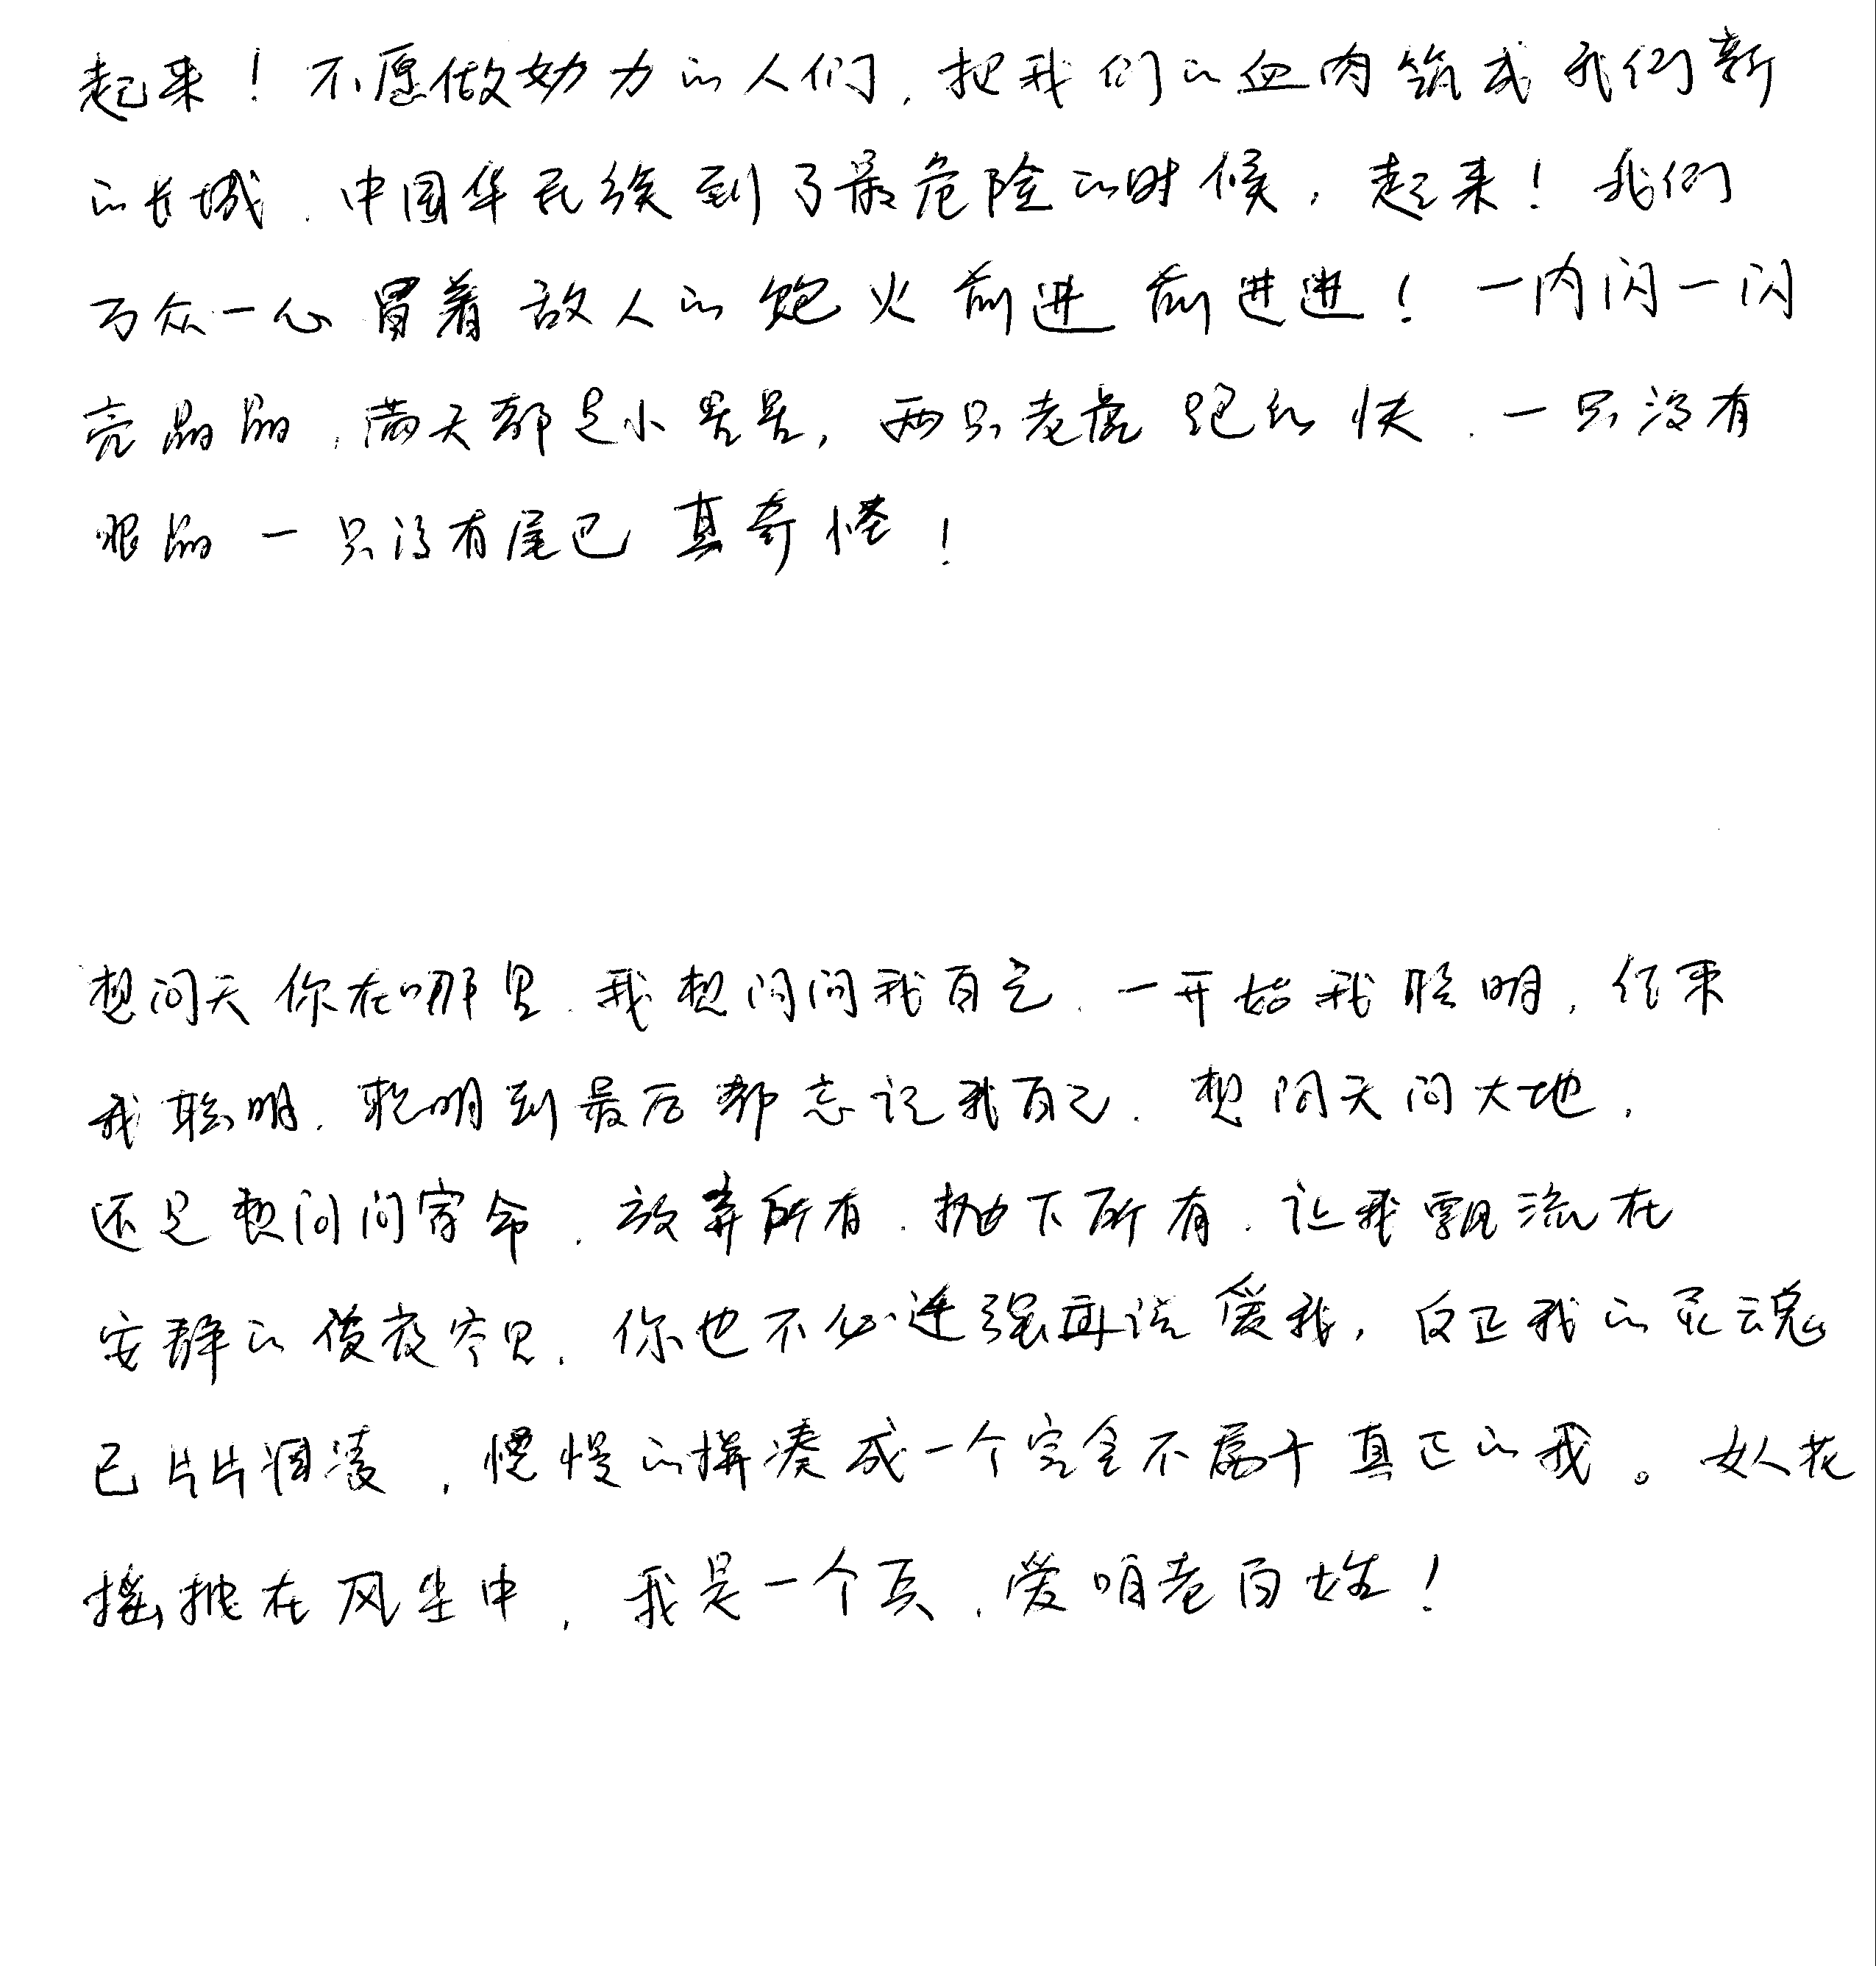 起来！不愿做妫力的人们，把我们的血肉筑成我们新
的长城．中国华民族到了最危险的时候，起来！我们
万众一心冒着敌人的炮火前进前进进！一闪闪一闪
亮晶晶，满天都是小星星，两只老虎跑的快．一只没有
眼睛一只没有尾巴真奇怪！
想问天你在哪里．我想问问我自己．一开始我聪明，结束
我聪明．聪明到最后都忘记我自己．想问天问大地．
还是想问问宿命．放弃所有．抛下所有．让我飘流在
安静的夜夜空里．你也不必逞强再说爱我，反正我的灵魂
已片片凋凌，慢慢的拼凑成一个完全不属于真正的我。女人花
摇拽在风尘中，我是一个兵．爱咱老百姓！